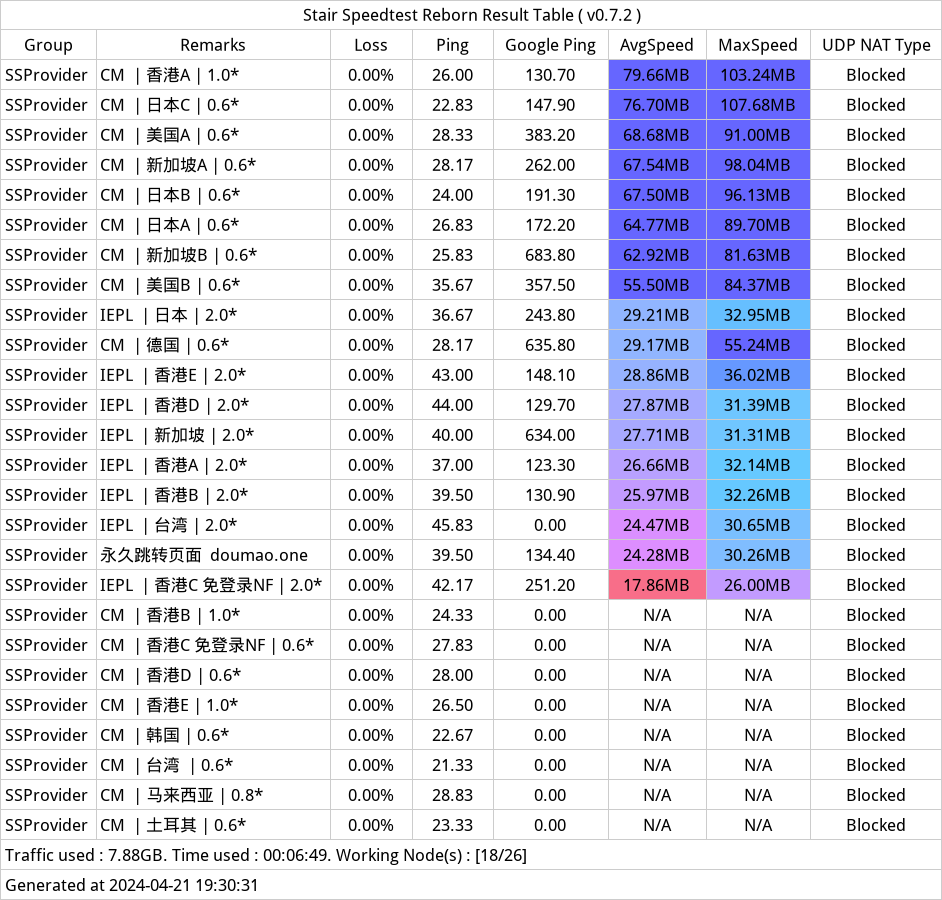 Stair Speedtest Reborn Result Table ( v0.7.2 )
Group Remarks Loss Ping Google Ping AvgSpeed MaxSpeed UDP NAT Type
SSProvider CM | 香港A | 1.0* 0.00% 26.00 130.70 79.66MB 103.24MB Blocked
SSProvider CM | 日本C | 0.6* 0.00% 22.83 147.90 76.70MB 107.68MB Blocked
SSProvider CM | 美国A | 0.6* 0.00% 28.33 383.20 68.68MB 91.00MB Blocked
SSProvider CM | 新加坡A | 0.6* 0.00% 28.17 262.00 67.54MB 98.04MB Blocked
SSProvider CM | 日本B | 0.6* 0.00% 24.00 191.30 67.50MB 96.13MB Blocked
SSProvider CM | 日本A | 0.6* 0.00% 26.83 172.20 64.77MB 89.70MB Blocked
SSProvider CM | 新加坡B | 0.6* 0.00% 25.83 683.80 62.92MB 81.63MB Blocked
SSProvider CM | 美国B | 0.6* 0.00% 35.67 357.50 55.50MB 84.37MB Blocked
SSProvider IEPL | 日本 | 2.0* 0.00% 36.67 243.80 29.21MB 32.95MB Blocked
SSProvider CM | 德国 | 0.6* 0.00% 28.17 635.80 29.17MB 55.24MB Blocked
SSProvider IEPL | 香港E | 2.0* 0.00% 43.00 148.10 28.86MB 36.02MB Blocked
SSProvider IEPL | 香港D | 2.0* 0.00% 44.00 129.70 27.87MB 31.39MB Blocked
SSProvider IEPL | 新加坡 | 2.0* 0.00% 40.00 634.00 27.71MB 31.31MB Blocked
SSProvider IEPL | 香港A | 2.0* 0.00% 37.00 123.30 26.66MB 32.14MB Blocked
SSProvider IEPL | 香港B | 2.0* 0.00% 39.50 130.90 25.97MB 32.26MB Blocked
SSProvider IEPL | 台湾 | 2.0* 0.00% 45.83 0.00 24.47MB 30.65MB Blocked
SSProvider 永久跳转页面 doumao.one 0.00% 39.50 134.40 24.28MB 30.26MB Blocked
SSProvider IEPL | 香港C 免登录NF | 2.0* 0.00% 42.17 251.20 17.86MB 26.00MB Blocked
SSProvider CM | 香港B | 1.0* 0.00% 24.33 0.00 N/A N/A Blocked
SSProvider CM | 香港C 免登录NF | 0.6* 0.00% 27.83 0.00 N/A N/A Blocked
SSProvider CM | 香港D | 0.6* 0.00% 28.00 0.00 N/A N/A Blocked
SSProvider CM | 香港E | 1.0* 0.00% 26.50 0.00 N/A N/A Blocked
SSProvider CM | 韩国 | 0.6* 0.00% 22.67 0.00 N/A N/A Blocked
SSProvider CM | 台湾 | 0.6* 0.00% 21.33 0.00 N/A N/A Blocked
SSProvider CM | 马来西亚 | 0.8* 0.00% 28.83 0.00 N/A N/A Blocked
SSProvider CM | 土耳其 | 0.6* 0.00% 23.33 0.00 N/A N/A Blocked
Traffic used : 7.88GB. Time used : 00:06:49. Working Node(s) : [18/26]
Generated at 2024-04-21 19:30:31